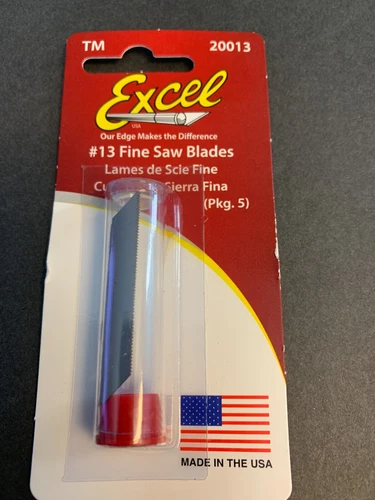 TM 20013
Excel
USA
Our Edge Makes the Difference
#13 Fine Saw Blades
Lames de Scie Fine
Sierra Fina
(Pkg. 5)
MADE IN THE USA